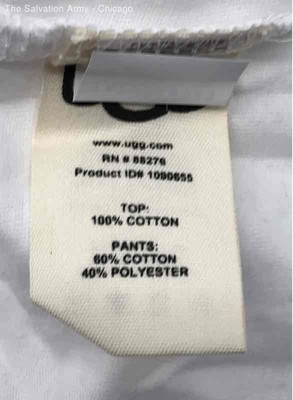 The Salvation Army - Chicago
www.ugg.com
RN # 88276
Product ID# 1090655
TOP:
100% COTTON
PANTS:
60% COTTON
40% POLYESTER